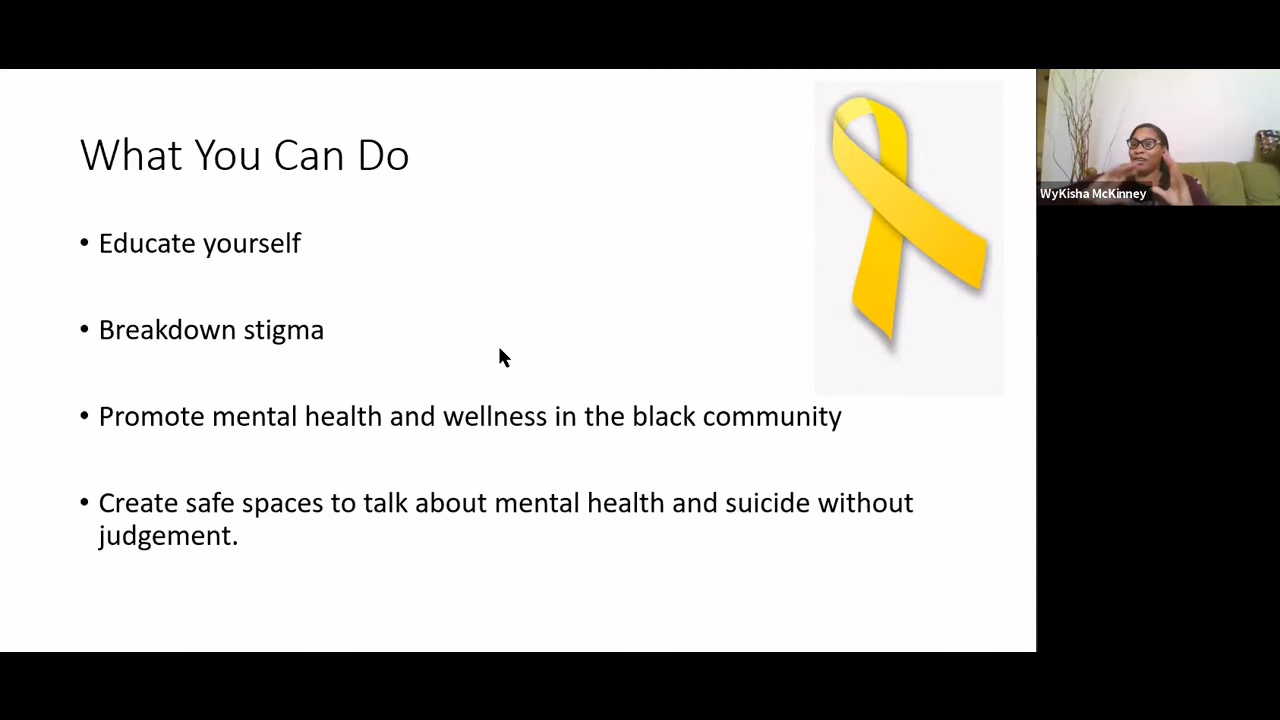 What You Can Do
• Educate yourself
• Breakdown stigma
• Promote mental health and wellness in the black community
• Create safe spaces to talk about mental health and suicide without
judgement.
WyKisha McKinney